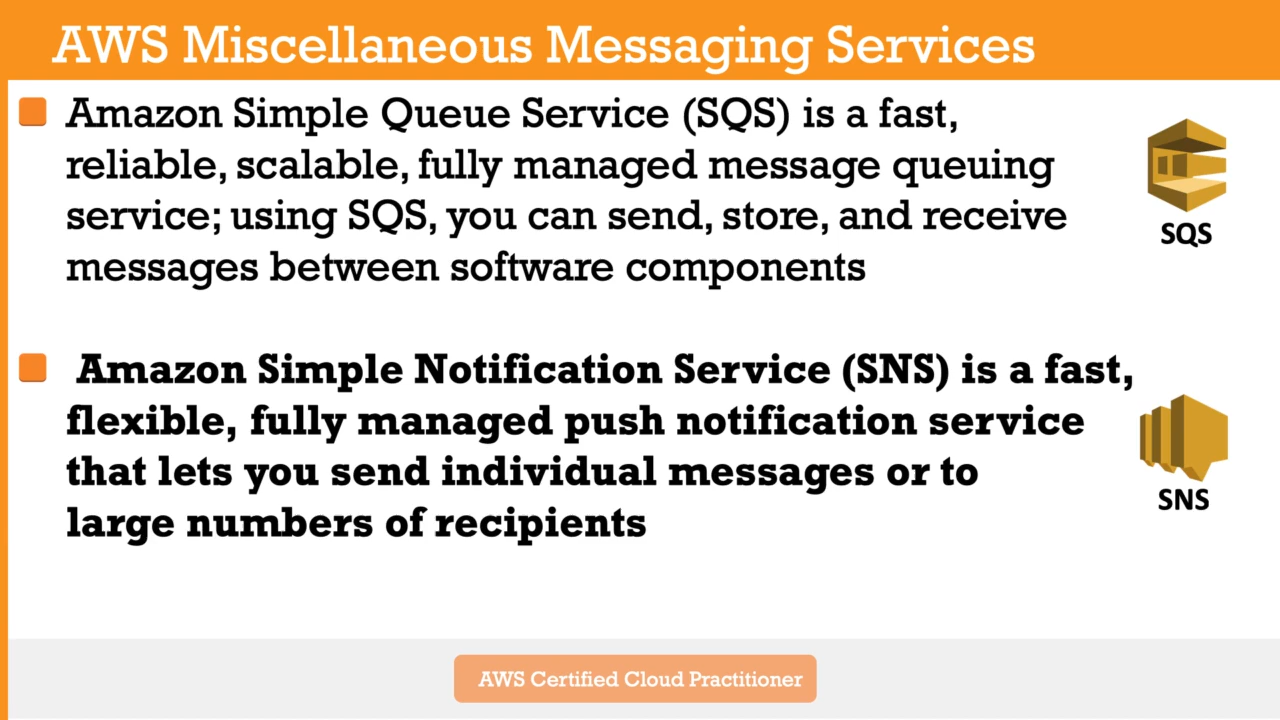 AWS Miscellaneous Messaging Services
Amazon Simple Queue Service (SQS) is a fast,
reliable, scalable, fully managed message queuing
service; using SQS, you can send, store, and receive
messages between software components
SQS
Amazon Simple Notification Service (SNS) is a fast,
flexible, fully managed push notification service
that lets you send individual messages or to
large numbers of recipients
SNS
AWS Certified Cloud Practitioner